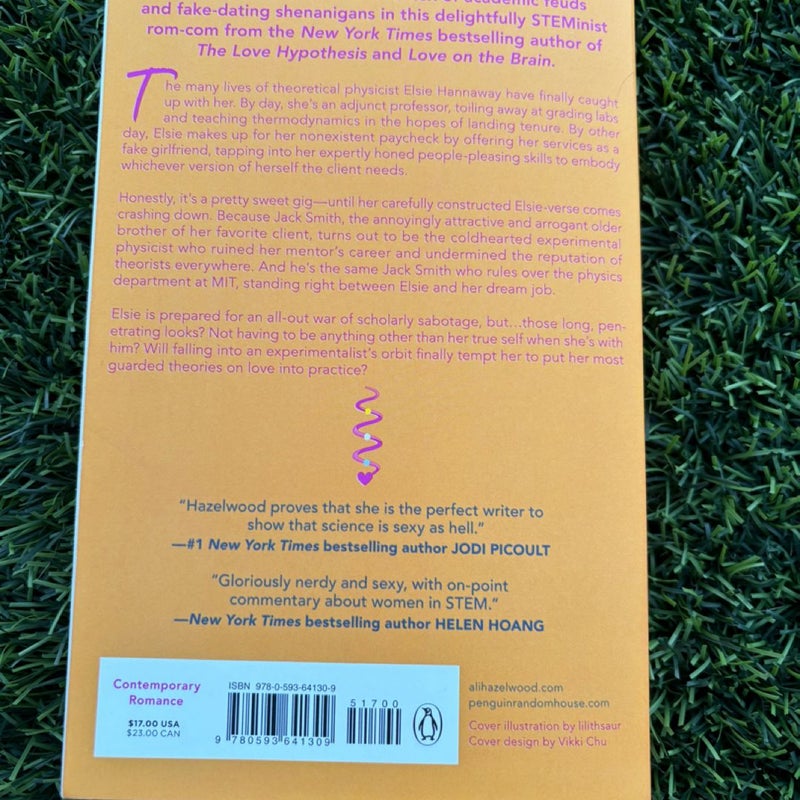 academic feuds
and fake-dating shenanigans in this delightfully STEMinist
rom-com from the New York Times bestselling author of
The Love Hypothesis and Love on the Brain.
The many lives of theoretical physicist Elsie Hannaway have finally caught
up with her. By day, she's an adjunct professor, toiling away at grading labs
and teaching thermodynamics in the hopes of landing tenure. By other
day, Elsie makes up for her nonexistent paycheck by offering her services as a
fake girlfriend, tapping into her expertly honed people-pleasing skills to embody
whichever version of herself the client needs.
Honestly, it's a pretty sweet gig—until her carefully constructed Elsie-verse comes
crashing down. Because Jack Smith, the annoyingly attractive and arrogant older
brother of her favorite client, turns out to be the coldhearted experimental
physicist who ruined her mentor's career and undermined the reputation of
theorists everywhere. And he's the same Jack Smith who rules over the physics
department at MIT, standing right between Elsie and her dream job.
Elsie is prepared for an all-out war of scholarly sabotage, but...those long, pen-
etrating looks? Not having to be anything other than her true self when she's with
him? Will falling into an experimentalist's orbit finally tempt her to put her most
guarded theories on love into practice?
"Hazelwood proves that she is the perfect writer to
show that science is sexy as hell."
—#1 New York Times bestselling author JODI PICOULT
"Gloriously nerdy and sexy, with on-point
commentary about women in STEM."
—New York Times bestselling author HELEN HOANG
Contemporary
Romance
$17.00 USA
$23.00 CAN
ISBN 978-0-593-64130-9
51700
9 780593 641309
alihazelwood.com
penguinrandomhouse.com
Cover illustration by lilithsaur
Cover design by Vikki Chu